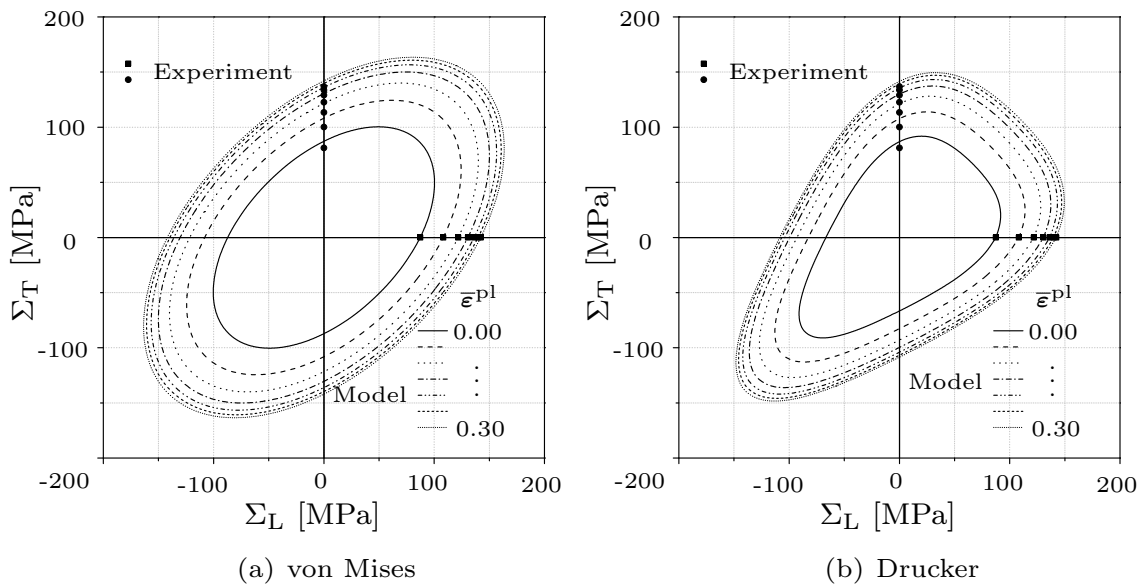 200
100
0
-100
-200
-100
0
100
200
Σ_T [MPa]
Σ_L [MPa]
Experiment
Model
ε̅^pl
0.00
0.30
(a) von Mises
200
100
0
-100
-200
-100
0
100
200
Σ_T [MPa]
Σ_L [MPa]
Experiment
Model
ε̅^pl
0.00
0.30
(b) Drucker